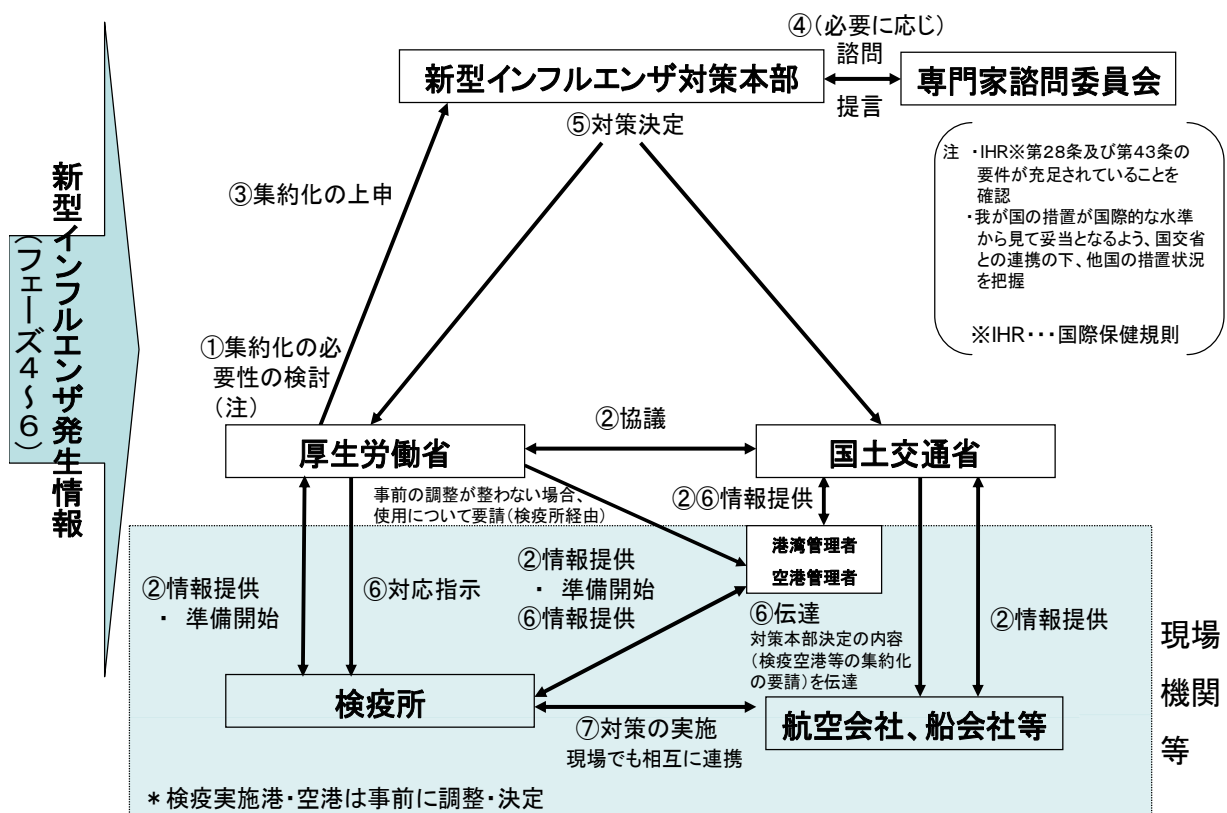 新型インフルエンザ発生情報
（フェーズ４～６）
④（必要に応じ）
諮問
新型インフルエンザ対策本部
専門家諮問委員会
提言
⑤対策決定
注 ・IHR※第28条及び第43条の
要件が充足されていることを
確認
・我が国の措置が国際的な水準
から見て妥当となるよう、国交省
との連携の下、他国の措置状況
を把握
※IHR・・・国際保健規則
③集約化の上申
①集約化の必
要性の検討
（注）
②協議
厚生労働省
国土交通省
事前の調整が整わない場合、
使用について要請（検疫所経由）
②⑥情報提供
港湾管理者
空港管理者
②情報提供
・ 準備開始
⑥対応指示
②情報提供
・ 準備開始
⑥情報提供
⑥伝達
対策本部決定の内容
（検疫空港等の集約化
の要請）を伝達
②情報提供
現場
機関
等
検疫所
航空会社、船会社等
⑦対策の実施
現場でも相互に連携
＊検疫実施港・空港は事前に調整・決定